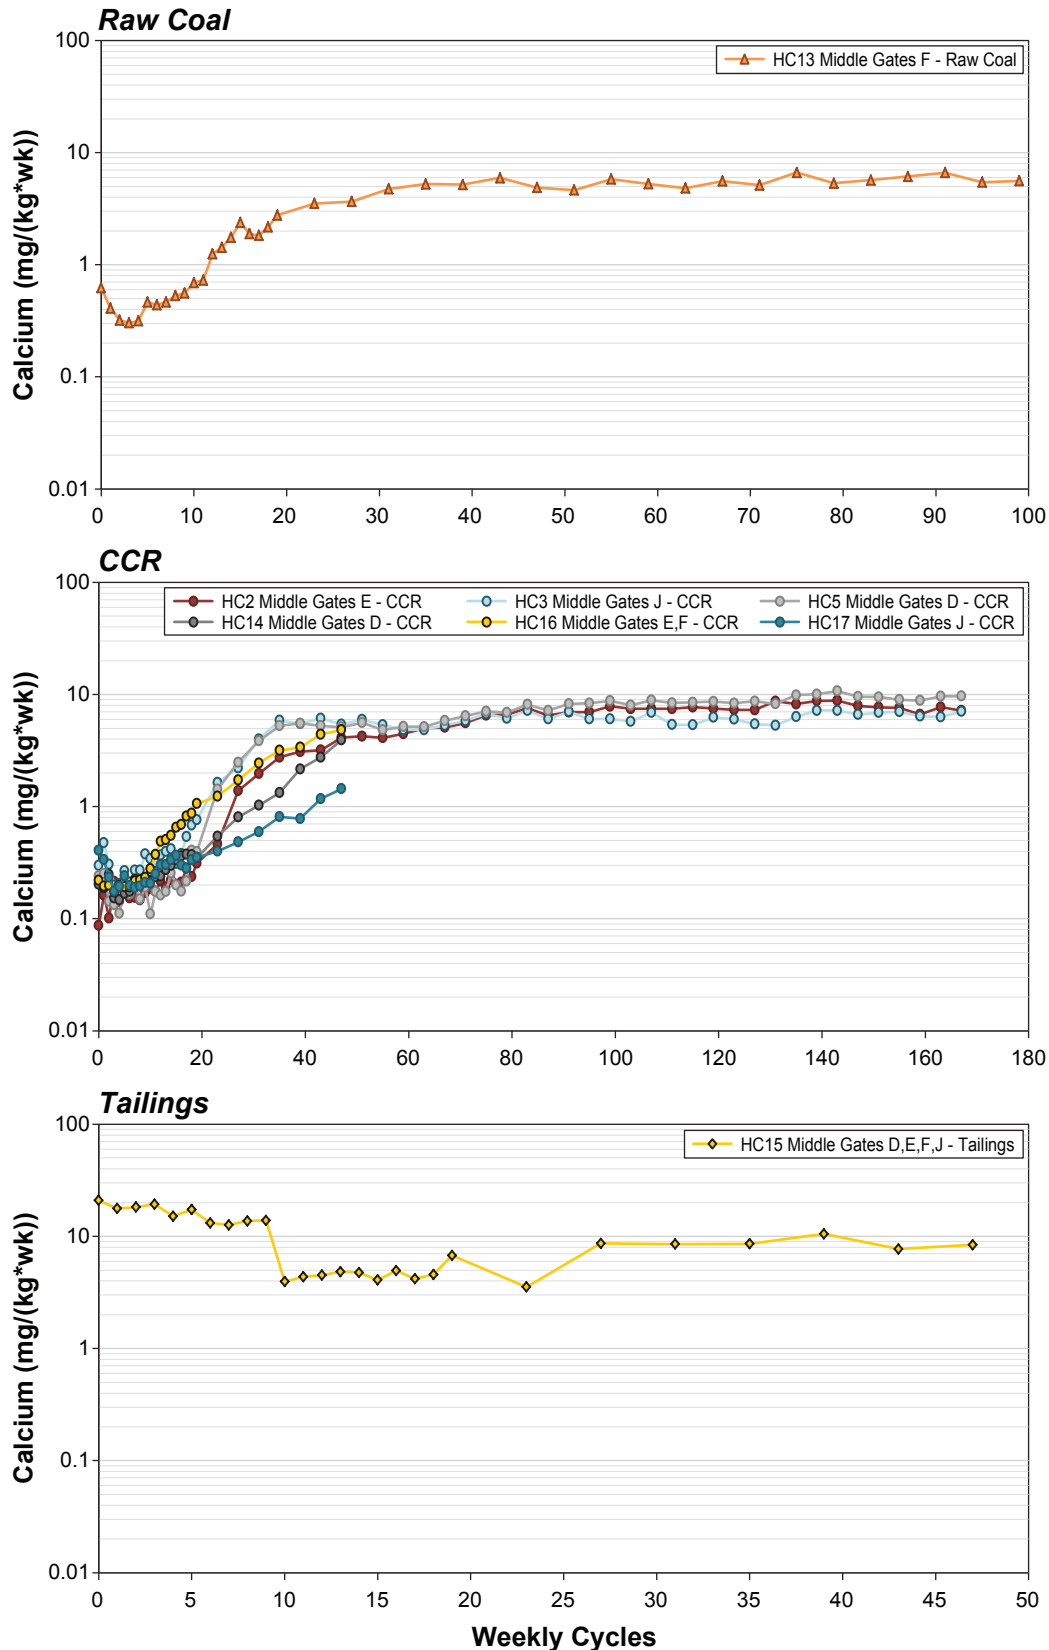 Raw Coal
100
10
1
0.1
0.01
Calcium (mg/(kg*wk))
HC13 Middle Gates F - Raw Coal
0 10 20 30 40 50 60 70 80 90 100
CCR
100
10
1
0.1
0.01
Calcium (mg/(kg*wk))
HC2 Middle Gates E - CCR HC3 Middle Gates J - CCR HC5 Middle Gates D - CCR
HC14 Middle Gates D - CCR HC16 Middle Gates E,F - CCR HC17 Middle Gates J - CCR
0 20 40 60 80 100 120 140 160 180
Tailings
100
10
1
0.1
0.01
Calcium (mg/(kg*wk))
HC15 Middle Gates D,E,F,J - Tailings
0 5 10 15 20 25 30 35 40 45 50
Weekly Cycles